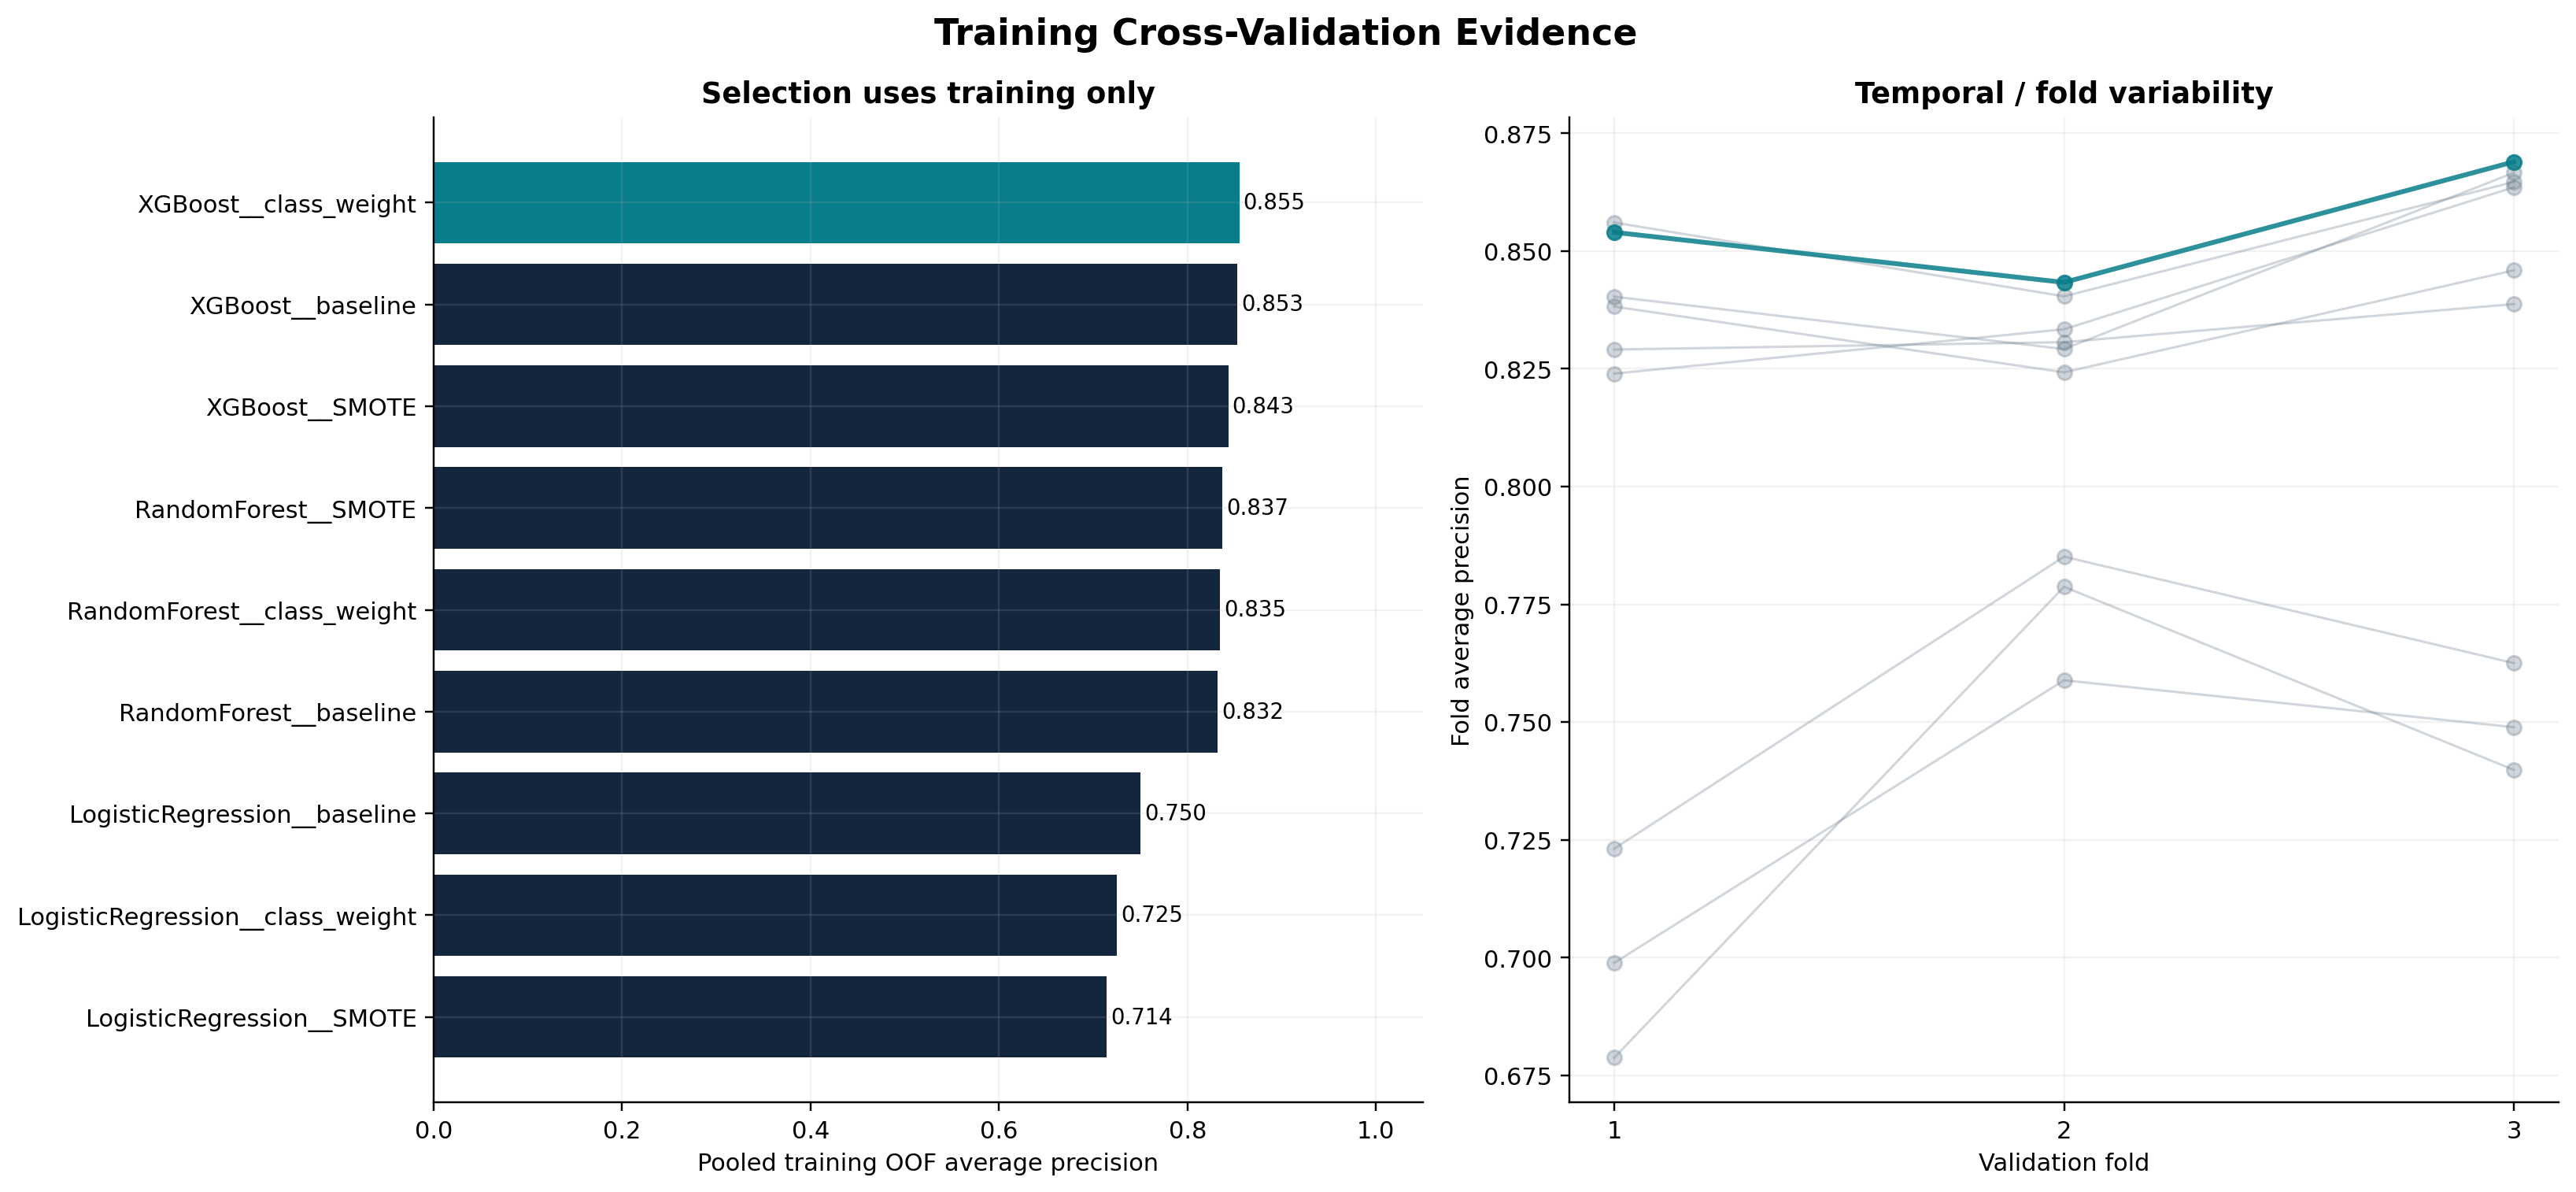 Training Cross-Validation Evidence
Selection uses training only
XGBoost__class_weight
0.855
XGBoost__baseline
0.853
XGBoost__SMOTE
0.843
RandomForest__SMOTE
0.837
RandomForest__class_weight
0.835
RandomForest__baseline
0.832
LogisticRegression__baseline
0.750
LogisticRegression__class_weight
0.725
LogisticRegression__SMOTE
0.714
0.0 0.2 0.4 0.6 0.8 1.0
Pooled training OOF average precision
Temporal / fold variability
Fold average precision
0.875
0.850
0.825
0.800
0.775
0.750
0.725
0.700
0.675
1 2 3
Validation fold